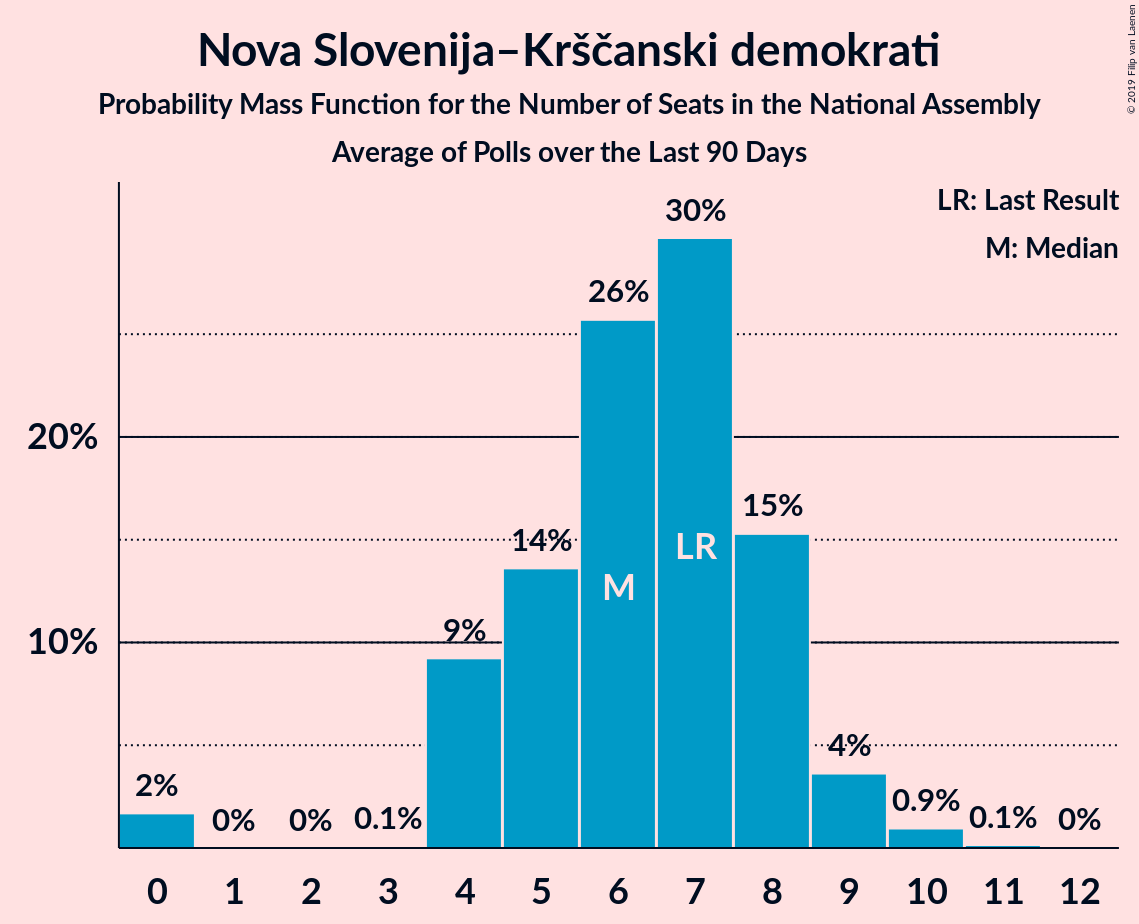 Nova Slovenija–Krščanski demokrati
Probability Mass Function for the Number of Seats in the National Assembly
Average of Polls over the Last 90 Days
© 2019 Filip van Laenen
LR: Last Result
M: Median
30%
26%
20%
15%
14%
LR
M
9%
10%
4%
2%
0%
0%
0.1%
0.9%
0.1%
0%
0 1 2 3 4 5 6 7 8 9 10 11 12